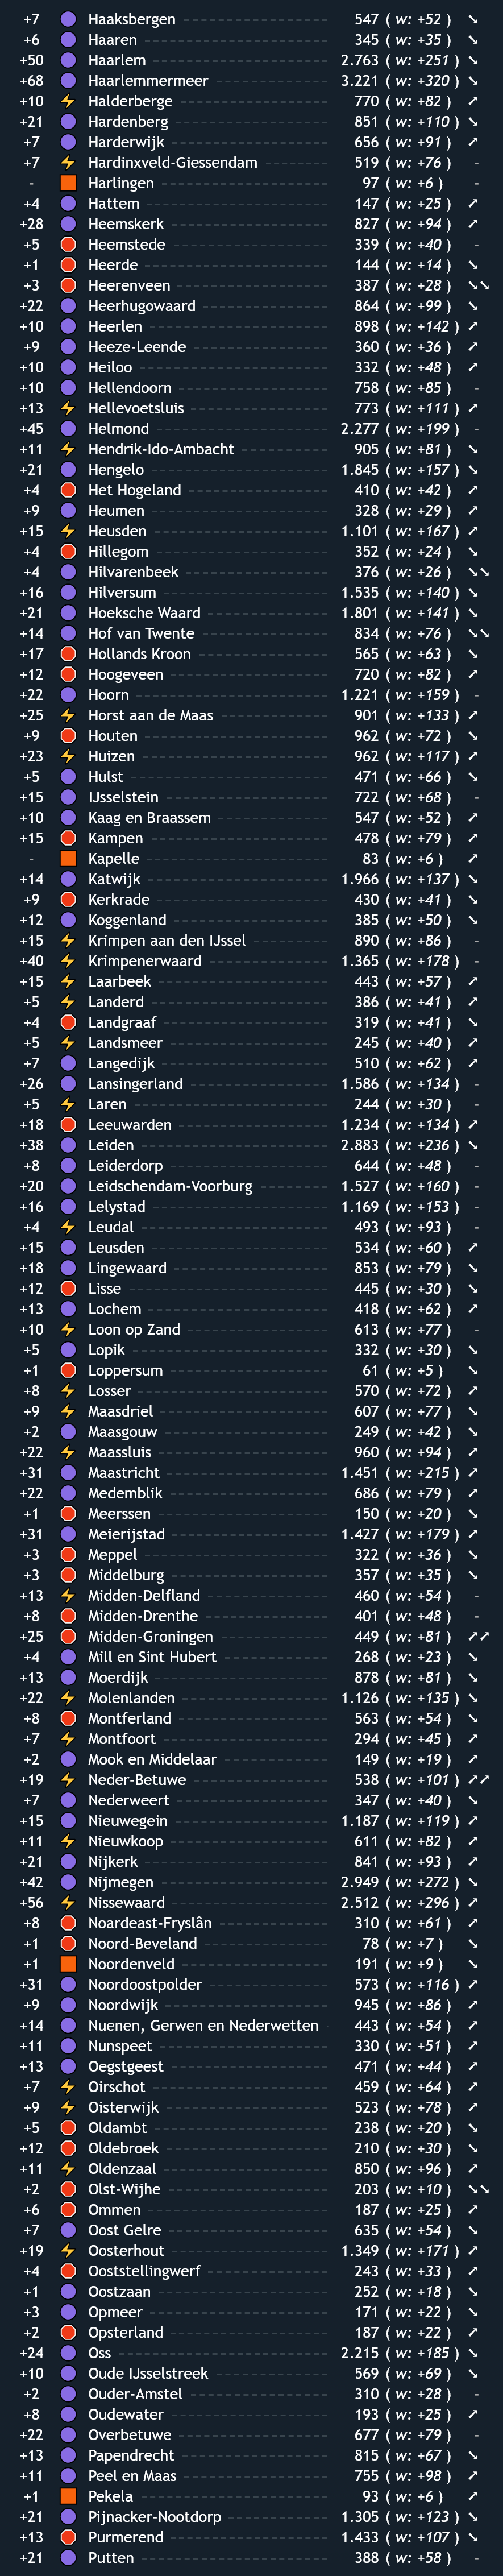 +7 Haaksbergen 547 ( w: +52 ) ↘
+6 Haaren 345 ( w: +35 ) ↘
+50 Haarlem 2.763 ( w: +251 ) ↘
+68 Haarlemmermeer 3.221 ( w: +320 ) ↘
+10 Halderberge 770 ( w: +82 ) ↗
+21 Hardenberg 851 ( w: +110 ) ↘
+7 Harderwijk 656 ( w: +91 ) ↗
+7 Hardinxveld-Giessendam 519 ( w: +76 ) -
- Harlingen 97 ( w: +6 ) -
+4 Hattem 147 ( w: +25 ) ↗
+28 Heemskerk 827 ( w: +94 ) ↗
+5 Heemstede 339 ( w: +40 ) -
+1 Heerde 144 ( w: +14 ) ↘
+3 Heerenveen 387 ( w: +28 ) ↘↘
+22 Heerhugowaard 864 ( w: +99 ) ↘
+10 Heerlen 898 ( w: +142 ) ↗
+9 Heeze-Leende 360 ( w: +36 ) ↗
+10 Heiloo 332 ( w: +48 ) ↗
+10 Hellendoorn 758 ( w: +85 ) -
+13 Hellevoetsluis 773 ( w: +111 ) ↗
+45 Helmond 2.277 ( w: +199 ) -
+11 Hendrik-Ido-Ambacht 905 ( w: +81 ) ↘
+21 Hengelo 1.845 ( w: +157 ) ↘
+4 Het Hogeland 410 ( w: +42 ) ↗
+9 Heumen 328 ( w: +29 ) ↗
+15 Heusden 1.101 ( w: +167 ) ↗
+4 Hillegom 352 ( w: +24 ) ↘
+4 Hilvarenbeek 376 ( w: +26 ) ↘↘
+16 Hilversum 1.535 ( w: +140 ) ↘
+21 Hoeksche Waard 1.801 ( w: +141 ) ↘
+14 Hof van Twente 834 ( w: +76 ) ↘↘
+17 Hollands Kroon 565 ( w: +63 ) ↘
+12 Hoogeveen 720 ( w: +82 ) ↗
+22 Hoorn 1.221 ( w: +159 ) -
+25 Horst aan de Maas 901 ( w: +133 ) ↗
+9 Houten 962 ( w: +72 ) ↘
+23 Huizen 962 ( w: +117 ) ↗
+5 Hulst 471 ( w: +66 ) ↘
+15 IJsselstein 722 ( w: +68 ) -
+10 Kaag en Braassem 547 ( w: +52 ) ↗
+15 Kampen 478 ( w: +79 ) ↗
- Kapelle 83 ( w: +6 ) ↗
+14 Katwijk 1.966 ( w: +137 ) ↘
+9 Kerkrade 430 ( w: +41 ) ↘
+12 Koggenland 385 ( w: +50 ) ↘
+15 Krimpen aan den IJssel 890 ( w: +86 ) -
+40 Krimpenerwaard 1.365 ( w: +178 ) -
+15 Laarbeek 443 ( w: +57 ) ↗
+5 Landerd 386 ( w: +41 ) ↗
+4 Landgraaf 319 ( w: +41 ) ↘
+5 Landsmeer 245 ( w: +40 ) ↗
+7 Langedijk 510 ( w: +62 ) ↗
+26 Lansingerland 1.586 ( w: +134 ) -
+5 Laren 244 ( w: +30 ) -
+18 Leeuwarden 1.234 ( w: +134 ) ↗
+38 Leiden 2.883 ( w: +236 ) ↘
+8 Leiderdorp 644 ( w: +48 ) -
+20 Leidschendam-Voorburg 1.527 ( w: +160 ) -
+16 Lelystad 1.169 ( w: +153 ) -
+4 Leudal 493 ( w: +93 ) -
+15 Leusden 534 ( w: +60 ) ↗
+18 Lingewaard 853 ( w: +79 ) ↘
+12 Lisse 445 ( w: +30 ) ↘
+13 Lochem 418 ( w: +62 ) ↗
+10 Loon op Zand 613 ( w: +77 ) -
+5 Lopik 332 ( w: +30 ) ↘
+1 Loppersum 61 ( w: +5 ) ↘
+8 Losser 570 ( w: +72 ) ↗
+9 Maasdriel 607 ( w: +77 ) ↘
+2 Maasgouw 249 ( w: +42 ) ↘
+22 Maassluis 960 ( w: +94 ) ↗
+31 Maastricht 1.451 ( w: +215 ) ↗
+22 Medemblik 686 ( w: +79 ) ↗
+1 Meerssen 150 ( w: +20 ) ↘
+31 Meierijstad 1.427 ( w: +179 ) ↗
+3 Meppel 322 ( w: +36 ) ↘
+3 Middelburg 357 ( w: +35 ) ↘
+13 Midden-Delfland 460 ( w: +54 ) -
+8 Midden-Drenthe 401 ( w: +48 ) -
+25 Midden-Groningen 449 ( w: +81 ) ↗↗
+4 Mill en Sint Hubert 268 ( w: +23 ) ↘
+13 Moerdijk 878 ( w: +81 ) ↘
+22 Molenlanden 1.126 ( w: +135 ) ↘
+8 Montferland 563 ( w: +54 ) ↘
+7 Montfoort 294 ( w: +45 ) ↗
+2 Mook en Middelaar 149 ( w: +19 ) ↗
+19 Neder-Betuwe 538 ( w: +101 ) ↗↗
+7 Nederweert 347 ( w: +40 ) ↘
+15 Nieuwegein 1.187 ( w: +119 ) ↗
+11 Nieuwkoop 611 ( w: +82 ) ↗
+21 Nijkerk 841 ( w: +93 ) ↗
+42 Nijmegen 2.949 ( w: +272 ) ↘
+56 Nissewaard 2.512 ( w: +296 ) ↗
+8 Noardeast-Fryslân 310 ( w: +61 ) ↗
+1 Noord-Beveland 78 ( w: +7 ) ↘
+1 Noordenveld 191 ( w: +9 ) ↘
+31 Noordoostpolder 573 ( w: +116 ) ↗
+9 Noordwijk 945 ( w: +86 ) ↗
+14 Nuenen, Gerwen en Nederwetten 443 ( w: +54 ) ↗
+11 Nunspeet 330 ( w: +51 ) ↗
+13 Oegstgeest 471 ( w: +44 ) ↗
+7 Oirschot 459 ( w: +64 ) ↗
+9 Oisterwijk 523 ( w: +78 ) ↗
+5 Oldambt 238 ( w: +20 ) ↘
+12 Oldebroek 210 ( w: +30 ) ↘
+11 Oldenzaal 850 ( w: +96 ) ↗
+2 Olst-Wijhe 203 ( w: +10 ) ↘↘
+6 Ommen 187 ( w: +25 ) ↗
+7 Oost Gelre 635 ( w: +54 ) ↘
+19 Oosterhout 1.349 ( w: +171 ) ↗
+4 Ooststellingwerf 243 ( w: +33 ) ↗
+1 Oostzaan 252 ( w: +18 ) ↘
+3 Opmeer 171 ( w: +22 ) ↘
+2 Opsterland 187 ( w: +22 ) ↗
+24 Oss 2.215 ( w: +185 ) ↘
+10 Oude IJsselstreek 569 ( w: +69 ) ↘
+2 Ouder-Amstel 310 ( w: +28 ) -
+8 Oudewater 193 ( w: +25 ) ↗
+22 Overbetuwe 677 ( w: +79 ) -
+13 Papendrecht 815 ( w: +67 ) ↘
+11 Peel en Maas 755 ( w: +98 ) ↗
+1 Pekela 93 ( w: +6 ) ↗
+21 Pijnacker-Nootdorp 1.305 ( w: +123 ) ↘
+13 Purmerend 1.433 ( w: +107 ) ↘
+21 Putten 388 ( w: +58 ) -